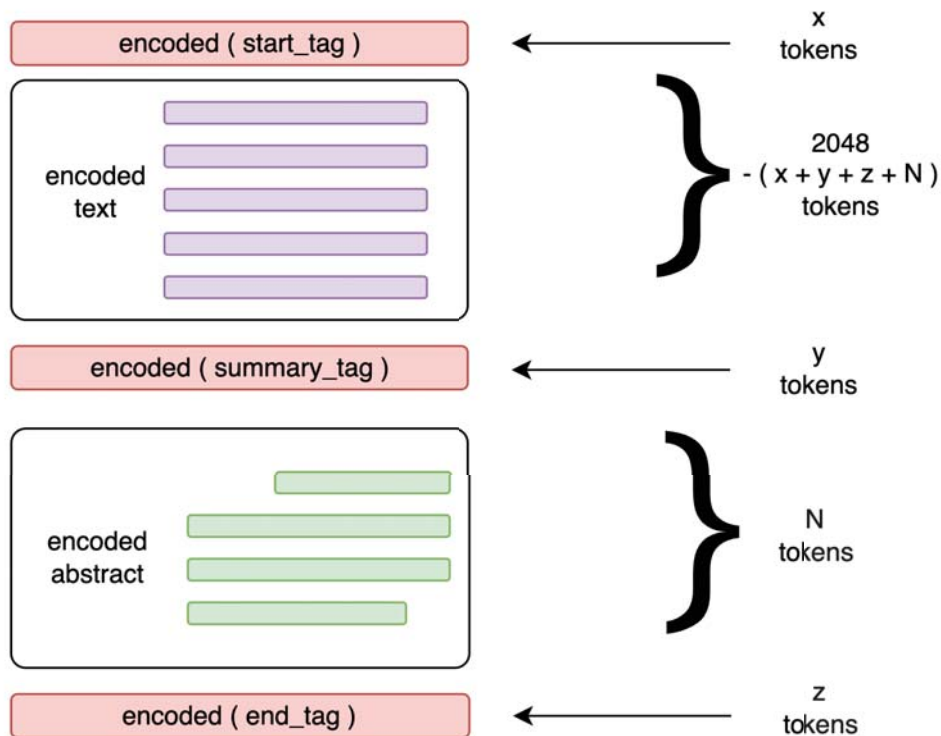 encoded ( start_tag )
x
tokens
encoded
text
2048
- ( x + y + z + N )
tokens
encoded ( summary_tag )
y
tokens
encoded
abstract
N
tokens
encoded ( end_tag )
z
tokens